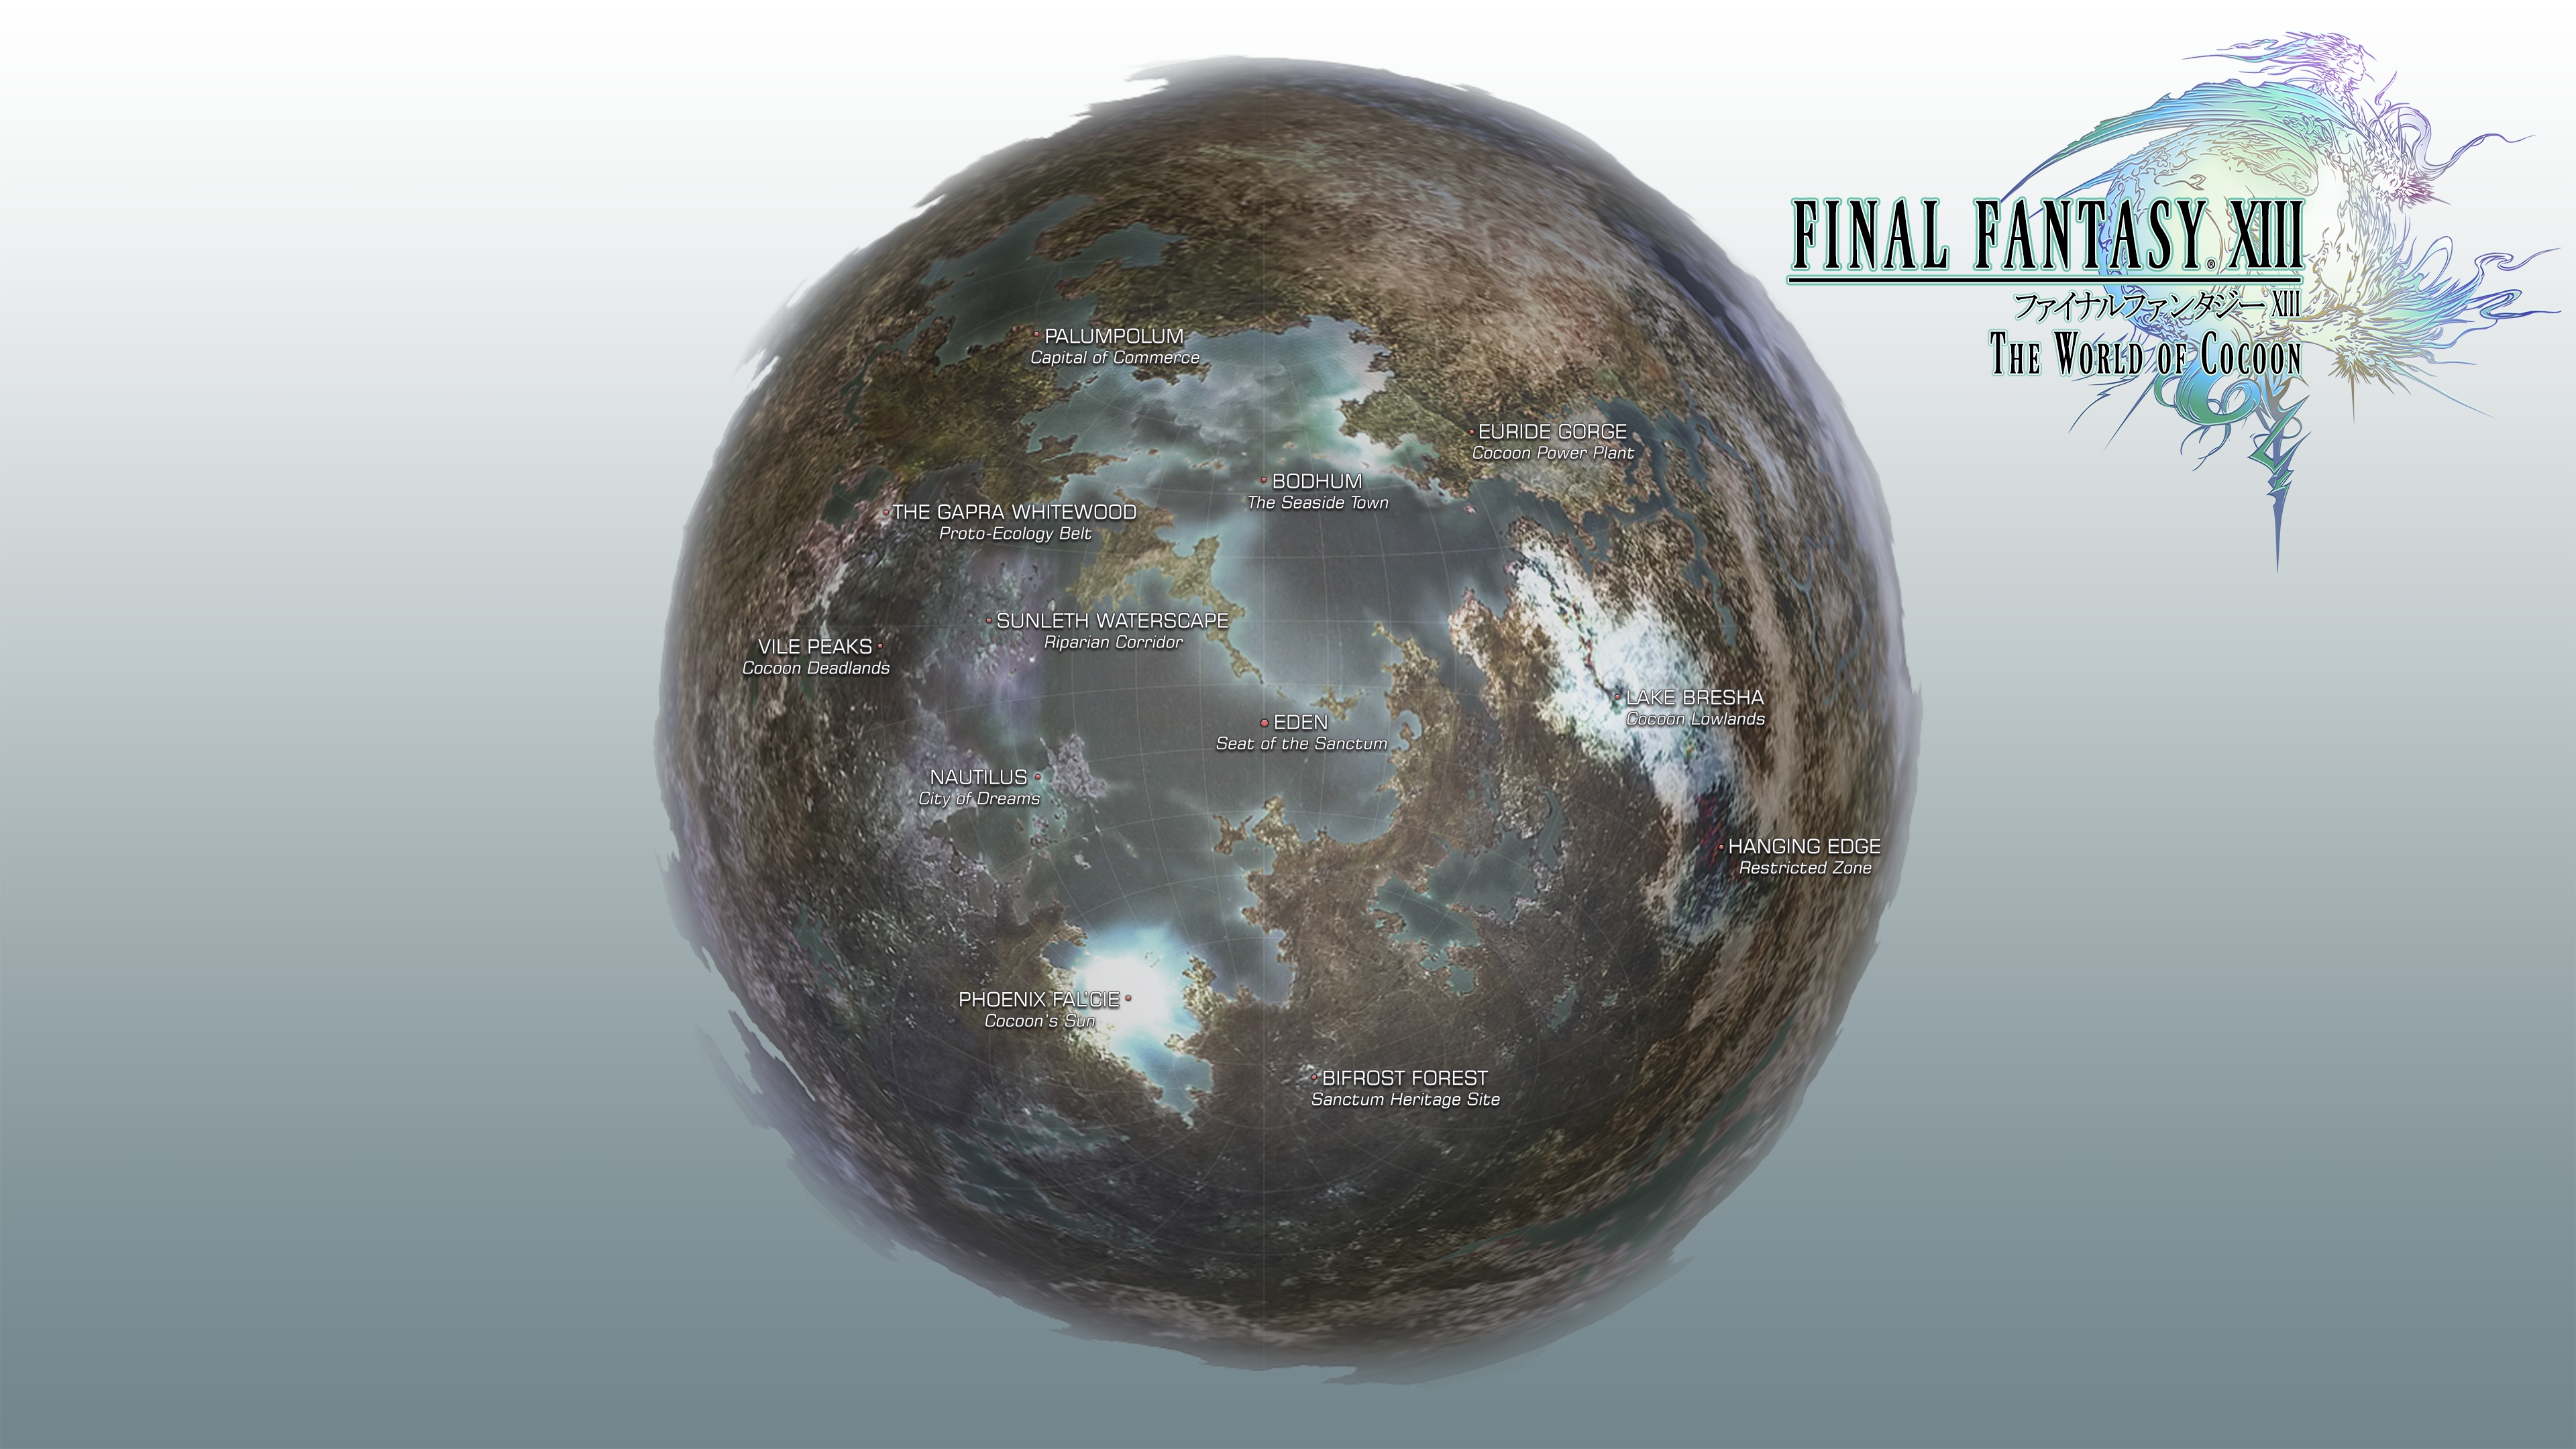 FINAL FANTASY® XIII
ファイナルファンタジー XIII
THE WORLD OF COCOON
PALUMPOLUM
Capital of Commerce
EURIDE GORGE
Cocoon Power Plant
BODHUM
The Seaside Town
THE GAPRA WHITEWOOD
Proto-Ecology Belt
SUNLETH WATERSCAPE
Riparian Corridor
VILE PEAKS
Cocoon Deadlands
LAKE BRESHA
Cocoon Lowlands
EDEN
Seat of the Sanctum
NAUTILUS
City of Dreams
HANGING EDGE
Restricted Zone
PHOENIX FAL'CIE
Cocoon's Sun
BIFROST FOREST
Sanctum Heritage Site